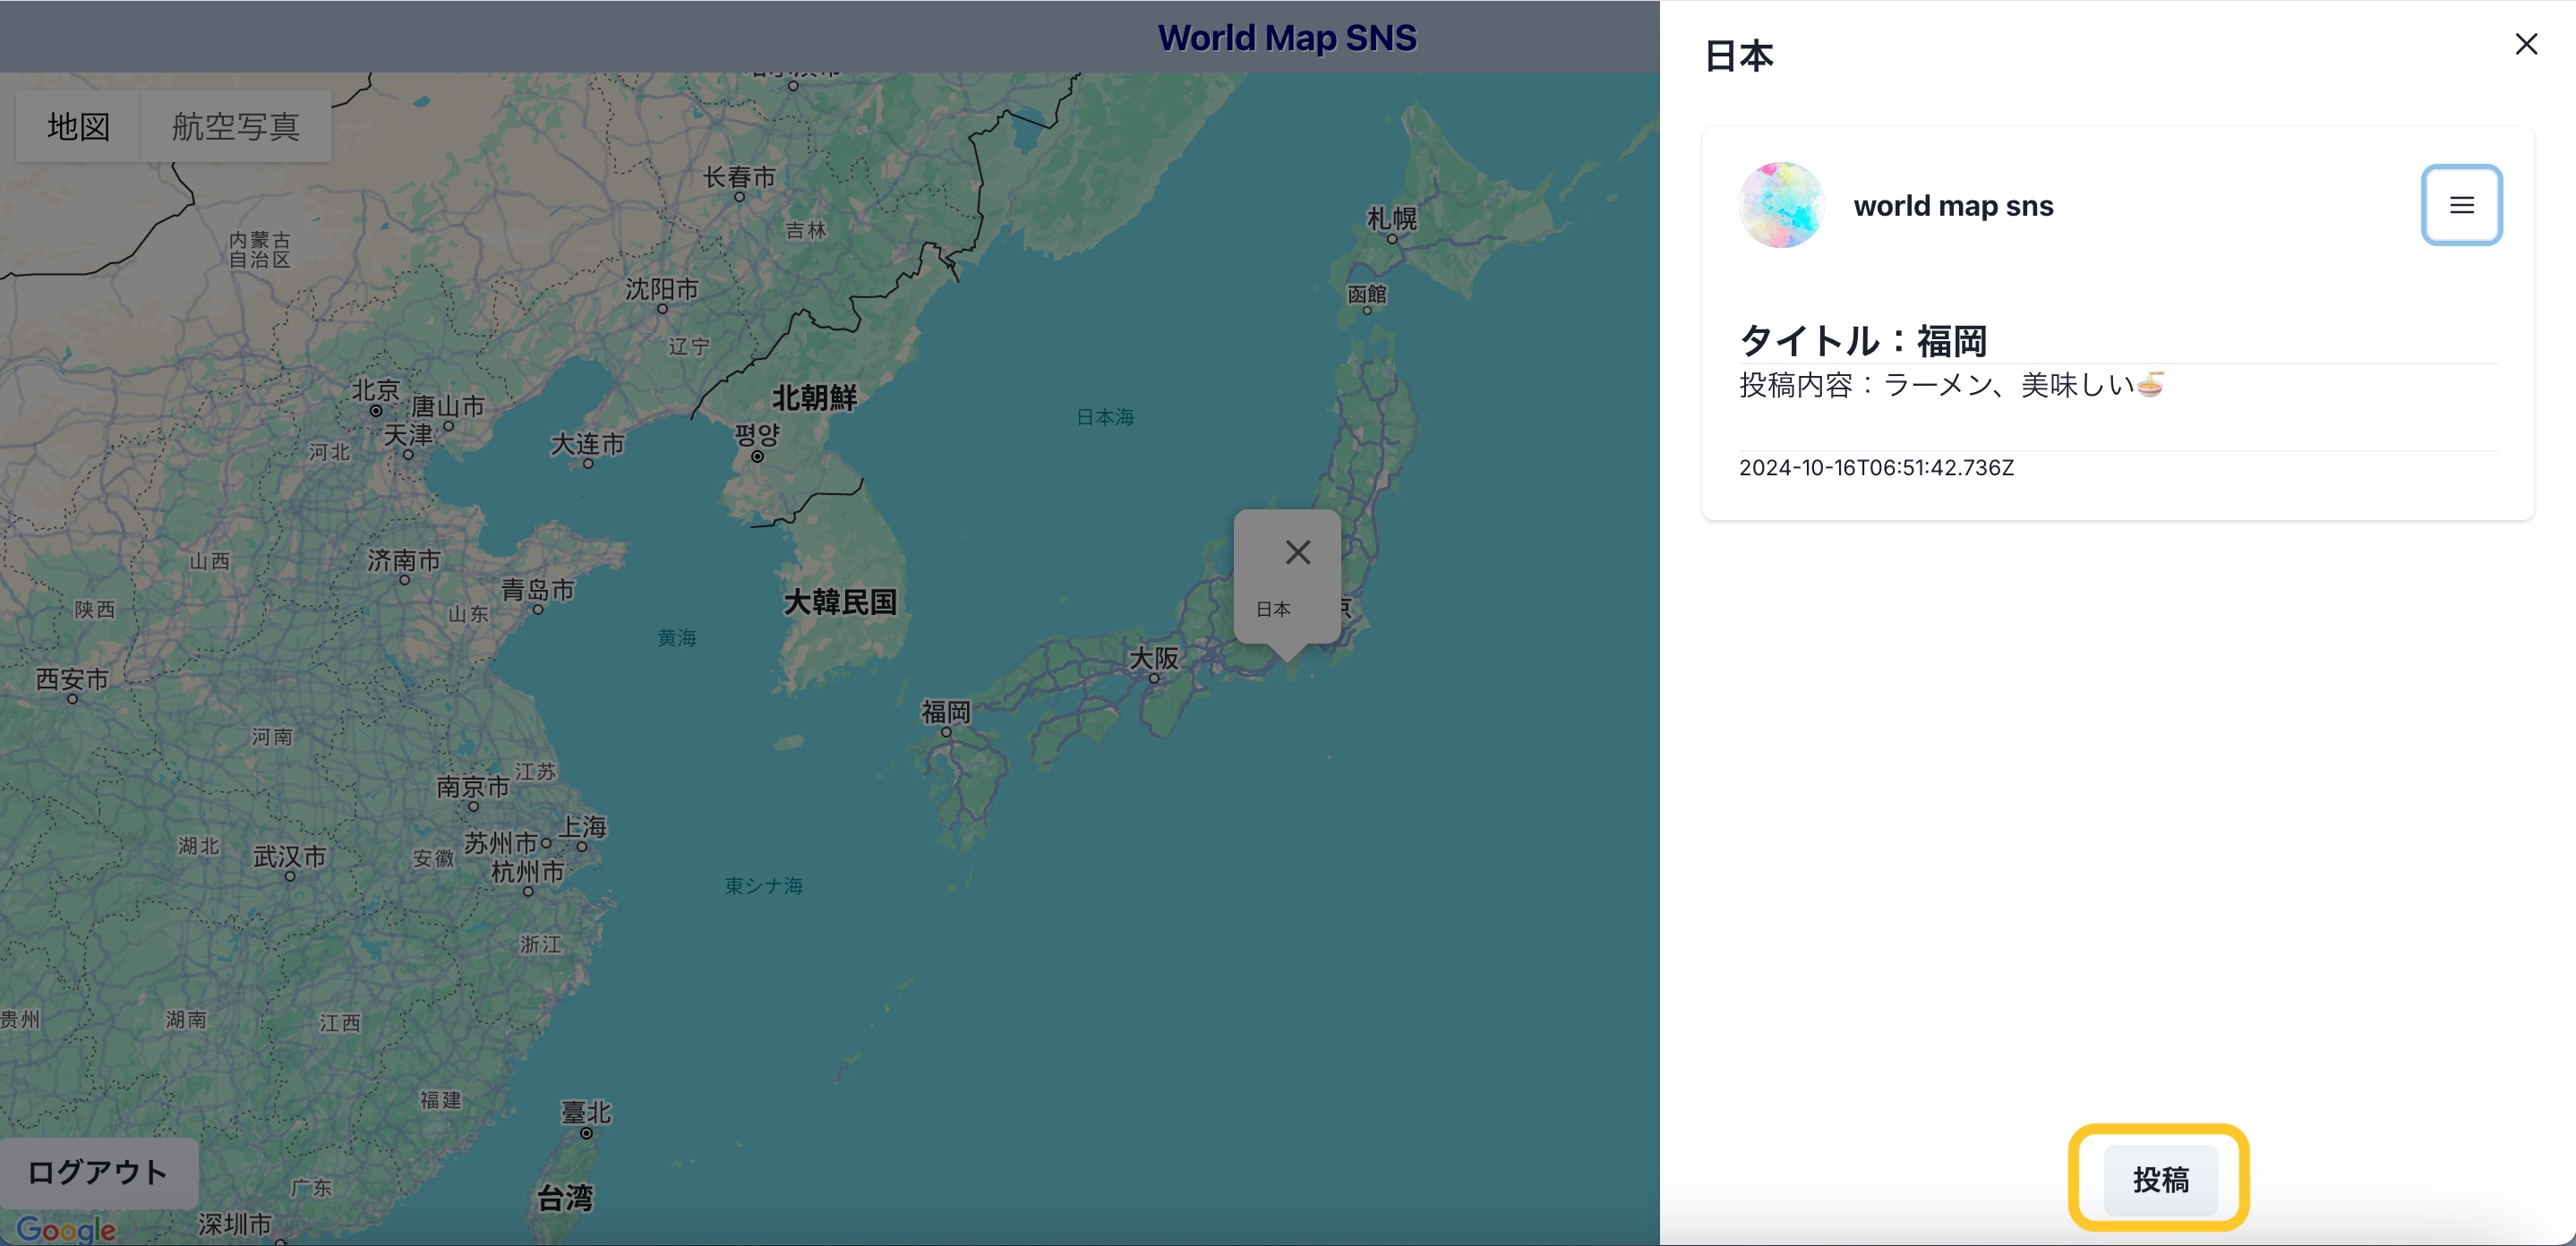 World Map SNS
地図
航空写真
长春市
吉林
内蒙古
自治区
沈阳市
辽宁
北京
唐山市
天津
河北
大连市
北朝鮮
평양
日本海
札幌
函館
山西
济南市
青岛市
山东
陕西
大韓民国
黄海
日本
京
大阪
西安市
福岡
河南
江苏
南京市
上海
苏州市
杭州市
湖北
武汉市
安徽
東シナ海
浙江
贵州
湖南
江西
福建
臺北
台湾
广东
深圳市
ログアウト
Google
日本
world map sns
タイトル：福岡
投稿内容：ラーメン、美味しい🍜
2024-10-16T06:51:42.736Z
投稿